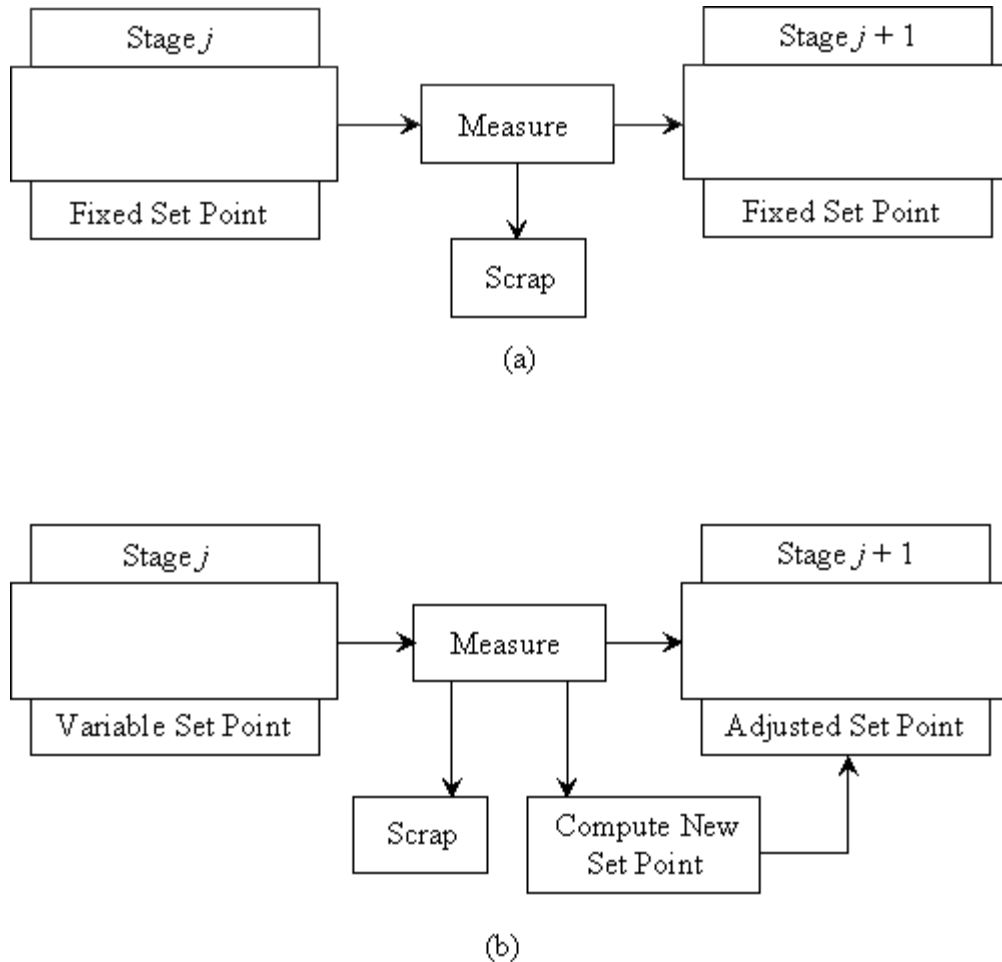 Stage j
Stage j + 1
Measure
Fixed Set Point
Fixed Set Point
Scrap
(a)
Stage j
Stage j + 1
Measure
Variable Set Point
Adjusted Set Point
Scrap
Compute New
Set Point
(b)